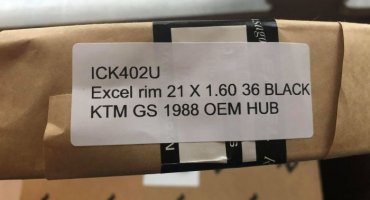 ICK402U
Excel rim 21 X 1.60 36 BLACK
KTM GS 1988 OEM HUB